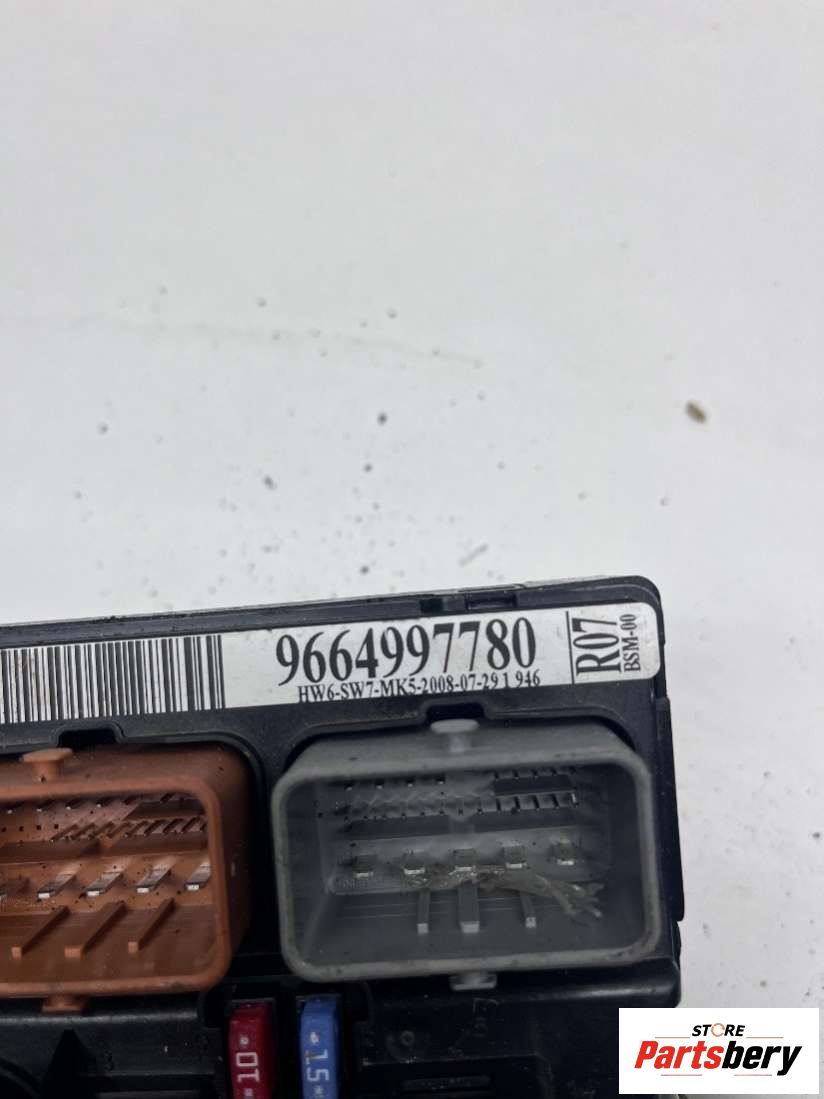 9664997780
HW6-SW7-MK5-2008-07-29 1 946
R07
BSM-00
10
15
STORE
Partsbery